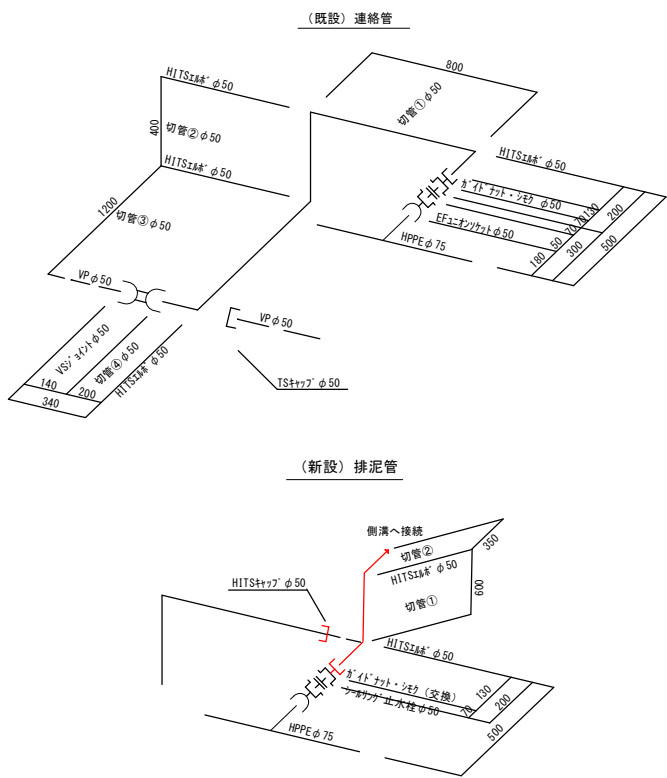 （既設）連絡管
800
HITSｴﾙﾎﾞ φ50
切管①φ50
400
切管②φ50
HITSｴﾙﾎﾞ φ50
HITSｴﾙﾎﾞ φ50
ｶﾞｲﾄﾞﾅｯﾄ・ｼﾓｸ φ50
EFﾕﾆｵﾝｿｹｯﾄφ50
HPPEφ75
180
50
70
70
130
300
200
500
1200
切管③φ50
VPφ50
VPφ50
TSｷｬｯﾌﾟφ50
VSｼﾞｮｲﾝﾄφ50
切管④φ50
HITSｴﾙﾎﾞ φ50
140
200
340
（新設）排泥管
側溝へ接続
切管②
350
HITSｴﾙﾎﾞ φ50
600
切管①
HITSｷｬｯﾌﾟφ50
HITSｴﾙﾎﾞ φ50
ｶﾞｲﾄﾞﾅｯﾄ・ｼﾓｸ（交換）
ｼｰﾙﾘﾝｸﾞ止水栓φ50
70
130
200
500
HPPEφ75